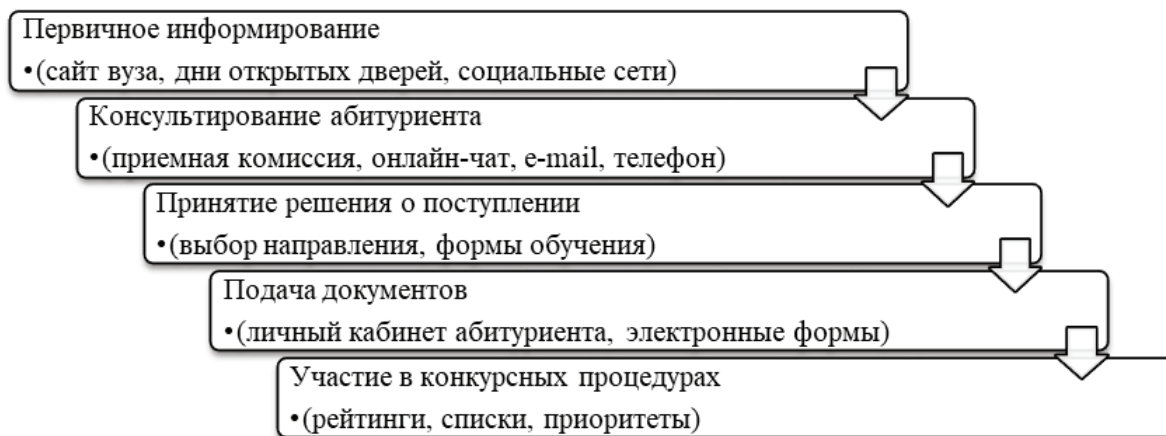 Первичное информирование
•(сайт вуза, дни открытых дверей, социальные сети)
Консультирование абитуриента
•(приемная комиссия, онлайн-чат, e-mail, телефон)
Принятие решения о поступлении
•(выбор направления, формы обучения)
Подача документов
•(личный кабинет абитуриента, электронные формы)
Участие в конкурсных процедурах
•(рейтинги, списки, приоритеты)